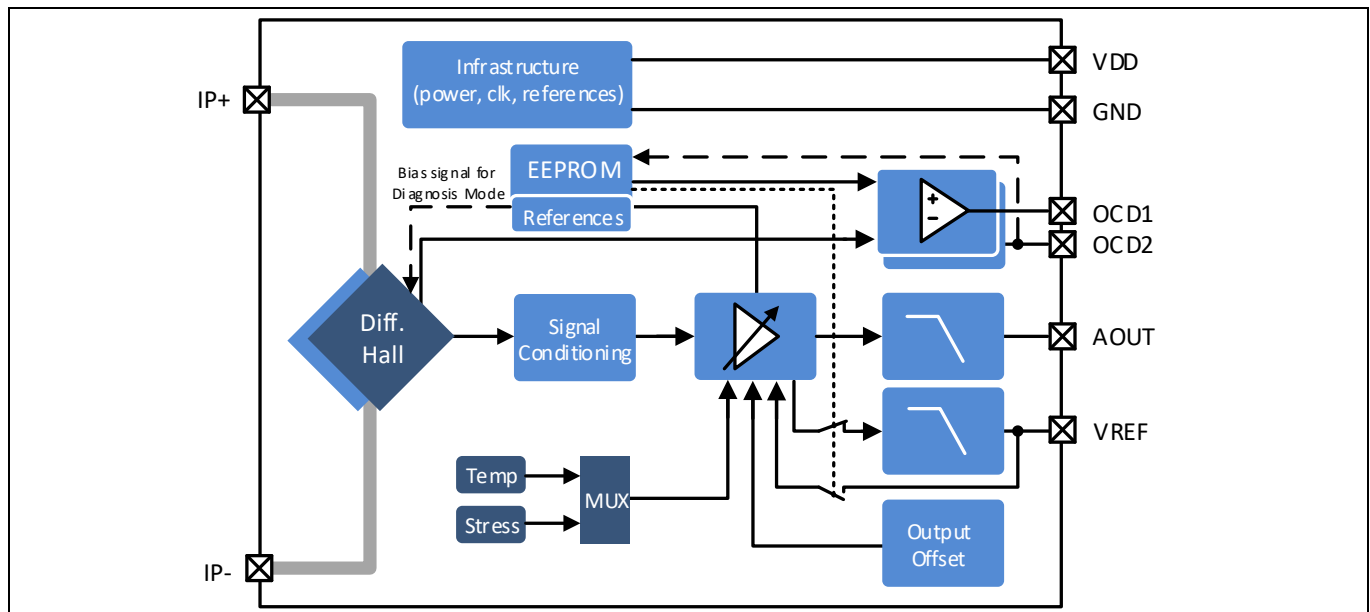 Infrastructure
(power, clk, references)
VDD
GND
IP+
Bias signal for
Diagnosis Mode
EEPROM
References
+
-
OCD1
OCD2
Diff.
Hall
Signal
Conditioning
AOUT
VREF
Temp
Stress
MUX
Output
Offset
IP-